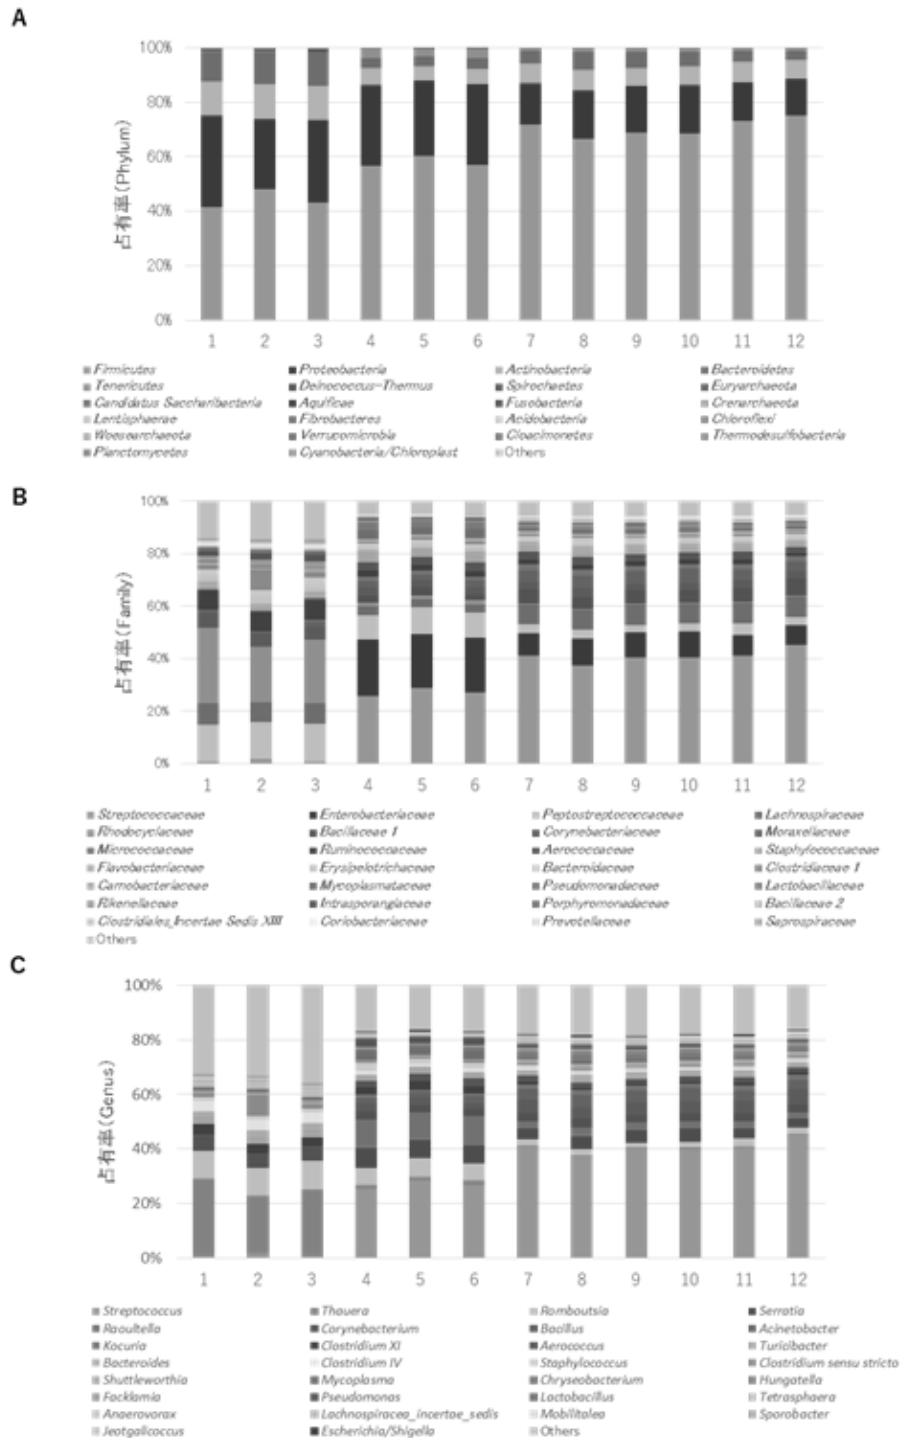 A
100%
80%
60%
40%
20%
0%
占有率(Phylum)
1 2 3 4 5 6 7 8 9 10 11 12
Firmicutes Proteobacteria Actinobacteria Bacteroidetes
Tenericutes Deinococcus-Thermus Spirochaetes Euryarchaeota
Candidatus Saccharibacteria Aquificae Fusobacteria Crenarchaeota
Lentisphaerae Fibrobacteres Acidobacteria Chloroflexi
Woesearchaeota Verrucomicrobia Cloacimonetes Thermodesulfobacteria
Planctomycetes Cyanobacteria/Chloroplast Others
B
100%
80%
60%
40%
20%
0%
占有率(Family)
1 2 3 4 5 6 7 8 9 10 11 12
Streptococcaceae Enterobacteriaceae Peptostreptococcaceae Lachnospiraceae
Rhodocyclaceae Bacillaceae 1 Corynebacteriaceae Moraxellaceae
Micrococcaceae Ruminococcaceae Aerococcaceae Staphylococcaceae
Flavobacteriaceae Erysipelotrichaceae Bacteroidaceae Clostridiaceae 1
Carnobacteriaceae Mycoplasmataceae Pseudomonadaceae Lactobacillaceae
Rikenellaceae Intrasporangiaceae Porphyromonadaceae Bacillaceae 2
Clostridiales_Incertae Sedis XIII Coriobacteriaceae Prevotellaceae Saprospiraceae
Others
C
100%
80%
60%
40%
20%
0%
占有率(Genus)
1 2 3 4 5 6 7 8 9 10 11 12
Streptococcus Thauera Romboutsia Serratia
Raoultella Corynebacterium Bacillus Acinetobacter
Kocuria Clostridium XI Aerococcus Turicibacter
Bacteroides Clostridium IV Staphylococcus Clostridium sensu stricto
Shuttleworthia Mycoplasma Chryseobacterium Hungatella
Facklamia Pseudomonas Lactobacillus Tetrasphaera
Anaerovorax Lachnospiracea_incertae_sedis Mobilitalea Sporobacter
Jeotgalicoccus Escherichia/Shigella Others